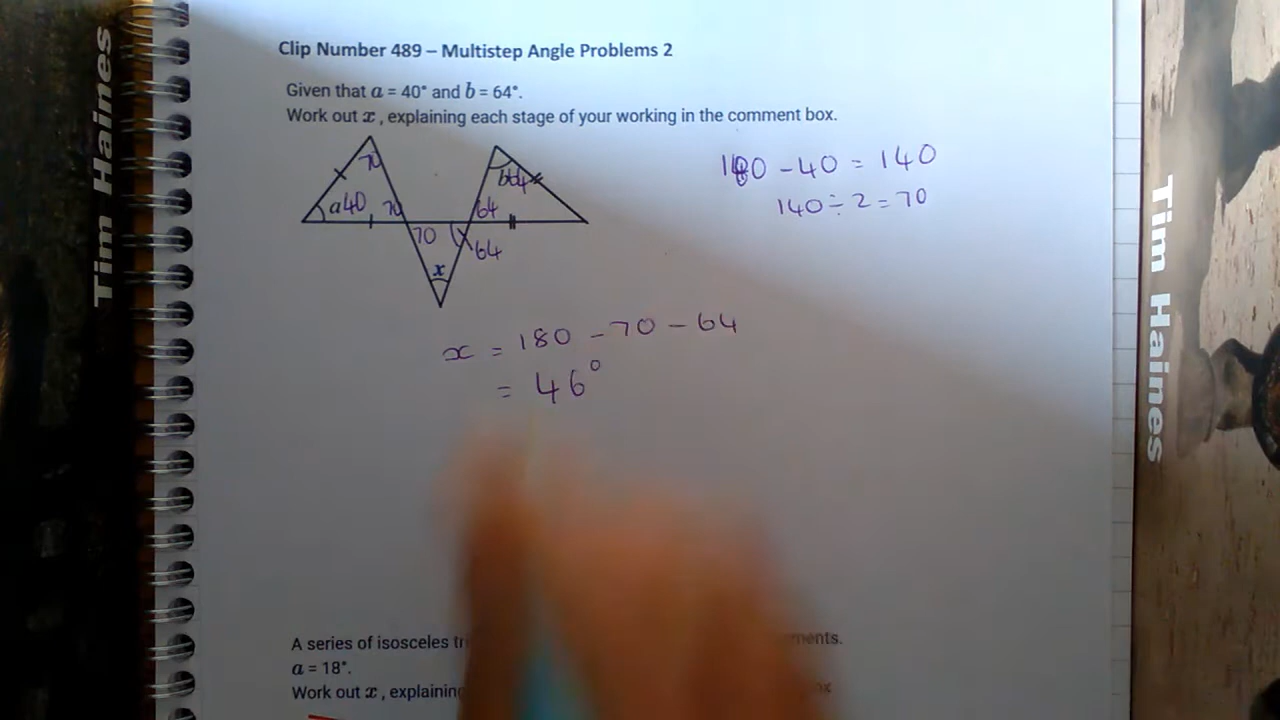 Tim Haines
Clip Number 489 – Multistep Angle Problems 2
Given that a = 40° and b = 64°.
Work out x, explaining each stage of your working in the comment box.
180 - 40 = 140
140 ÷ 2 = 70
70
a 40 70
b 64
64
70
64
x
x = 180 - 70 - 64
= 46°
A series of isosceles
a = 18°.
Work out x, explaining
Tim Haines